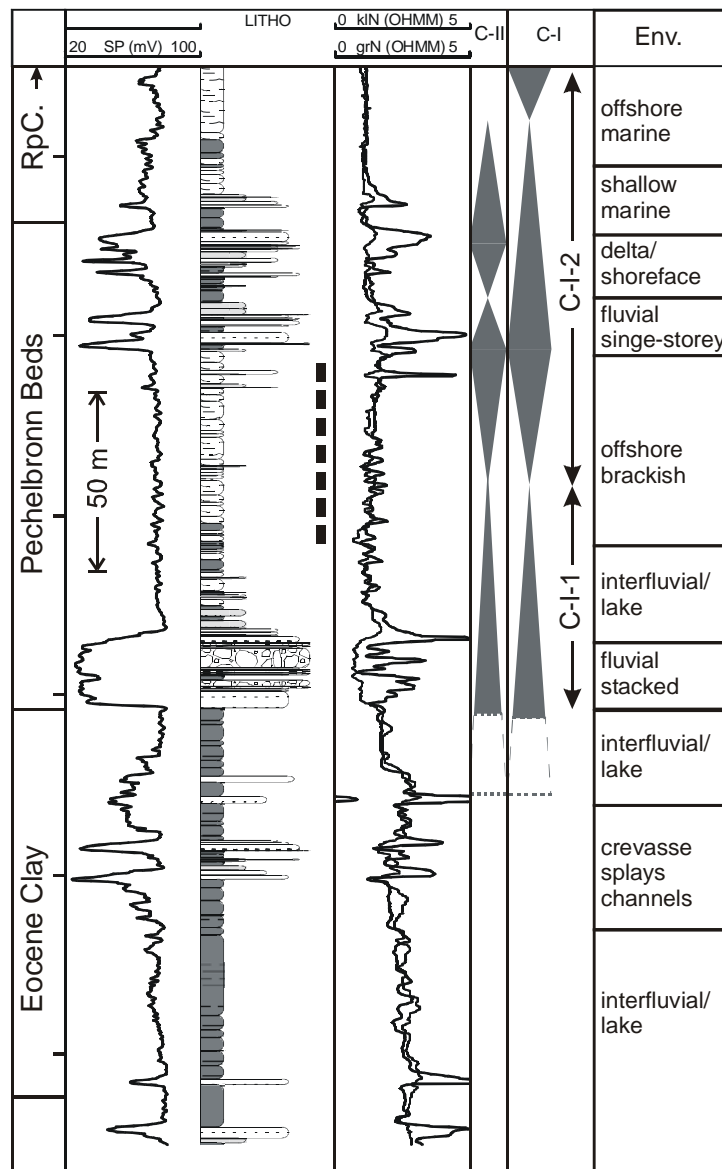 LITHO
0 kIN (OHMM) 5
C-II
C-I
Env.
20 SP (mV) 100
0 grN (OHMM) 5
RpC.
Pechelbronn Beds
Eocene Clay
50 m
C-I-2
C-I-1
offshore
marine
shallow
marine
delta/
shoreface
fluvial
singe-storey
offshore
brackish
interfluvial/
lake
fluvial
stacked
interfluvial/
lake
crevasse
splays
channels
interfluvial/
lake